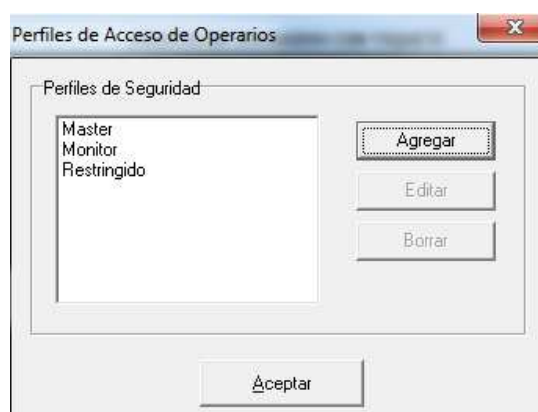 Perfiles de Acceso de Operarios
Perfiles de Seguridad
Master
Monitor
Restringido
Agregar
Editar
Borrar
Aceptar